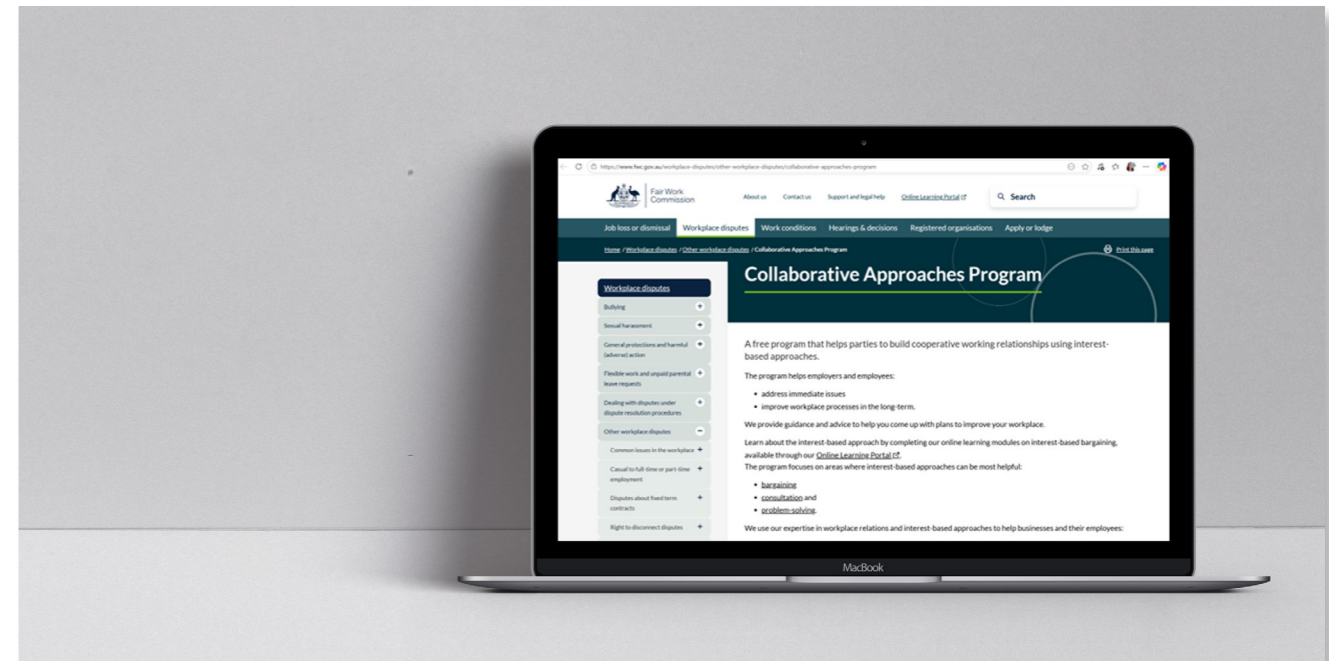 https://www.fwc.gov.au/workplace-disputes/other-workplace-disputes/collaborative-approaches-program
Fair Work
Commission
About us Contact us Support and legal help Online Learning Portal Search
Job loss or dismissal Workplace disputes Work conditions Hearings & decisions Registered organisations Apply or lodge
Home / Workplace disputes / Other workplace disputes / Collaborative Approaches Program Print this page
Collaborative Approaches Program
Workplace disputes
Bullying +
Sexual harassment +
General protections and harmful +
(adverse) action
Flexible work and unpaid parental +
leave requests
Dealing with disputes under +
dispute resolution procedures
Other workplace disputes −
Common issues in the workplace +
Casual to full-time or part-time +
employment
Disputes about fixed term +
contracts
Right to disconnect disputes +
A free program that helps parties to build cooperative working relationships using interest-
based approaches.
The program helps employers and employees:
• address immediate issues
• improve workplace processes in the long-term.
We provide guidance and advice to help you come up with plans to improve your workplace.
Learn about the interest-based approach by completing our online learning modules on interest-based bargaining,
available through our Online Learning Portal.
The program focuses on areas where interest-based approaches can be most helpful:
• bargaining
• consultation and
• problem-solving.
We use our expertise in workplace relations and interest-based approaches to help businesses and their employees:
MacBook